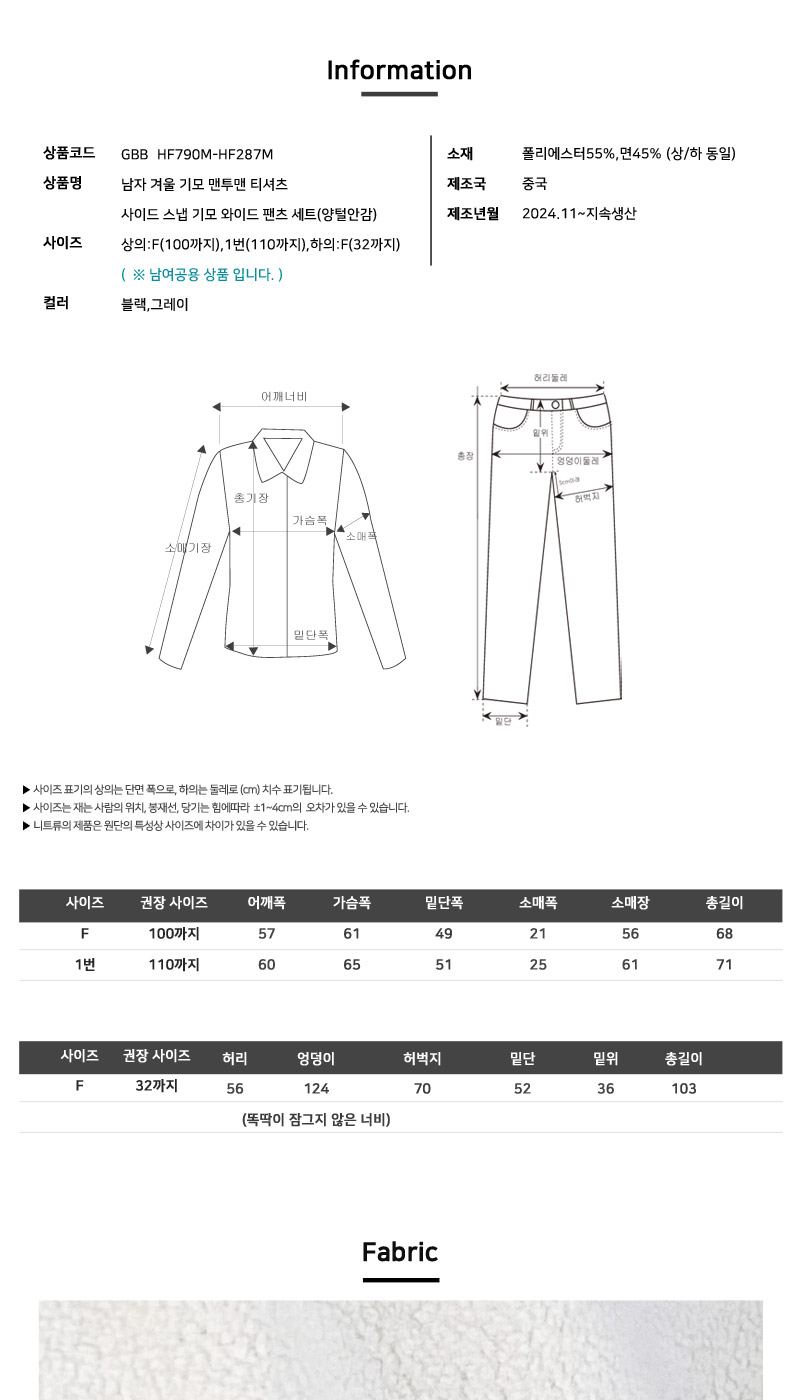 Information
상품코드 GBB HF790M-HF287M
상품명 남자 겨울 기모 맨투맨 티셔츠
사이드 스냅 기모 와이드 팬츠 세트(양털안감)
사이즈 상의:F(100까지),1번(110까지),하의:F(32까지)
( ※ 남여공용 상품 입니다. )
컬러 블랙,그레이
소재 폴리에스터55%,면45% (상/하 동일)
제조국 중국
제조년월 2024.11~지속생산
어깨너비
총기장
가슴폭
소매폭
소매기장
밑단폭
허리둘레
밑위
총장
엉덩이둘레
5cm아래
허벅지
밑단
▶ 사이즈 표기의 상의는 단면 폭으로, 하의는 둘레로 (cm) 치수 표기됩니다.
▶ 사이즈는 재는 사람의 위치, 봉재선, 당기는 힘에따라 ±1~4cm의 오차가 있을 수 있습니다.
▶ 니트류의 제품은 원단의 특성상 사이즈에 차이가 있을 수 있습니다.
사이즈 권장 사이즈 어깨폭 가슴폭 밑단폭 소매폭 소매장 총길이
F 100까지 57 61 49 21 56 68
1번 110까지 60 65 51 25 61 71
사이즈 권장 사이즈 허리 엉덩이 허벅지 밑단 밑위 총길이
F 32까지 56 124 70 52 36 103
(똑딱이 잠그지 않은 너비)
Fabric